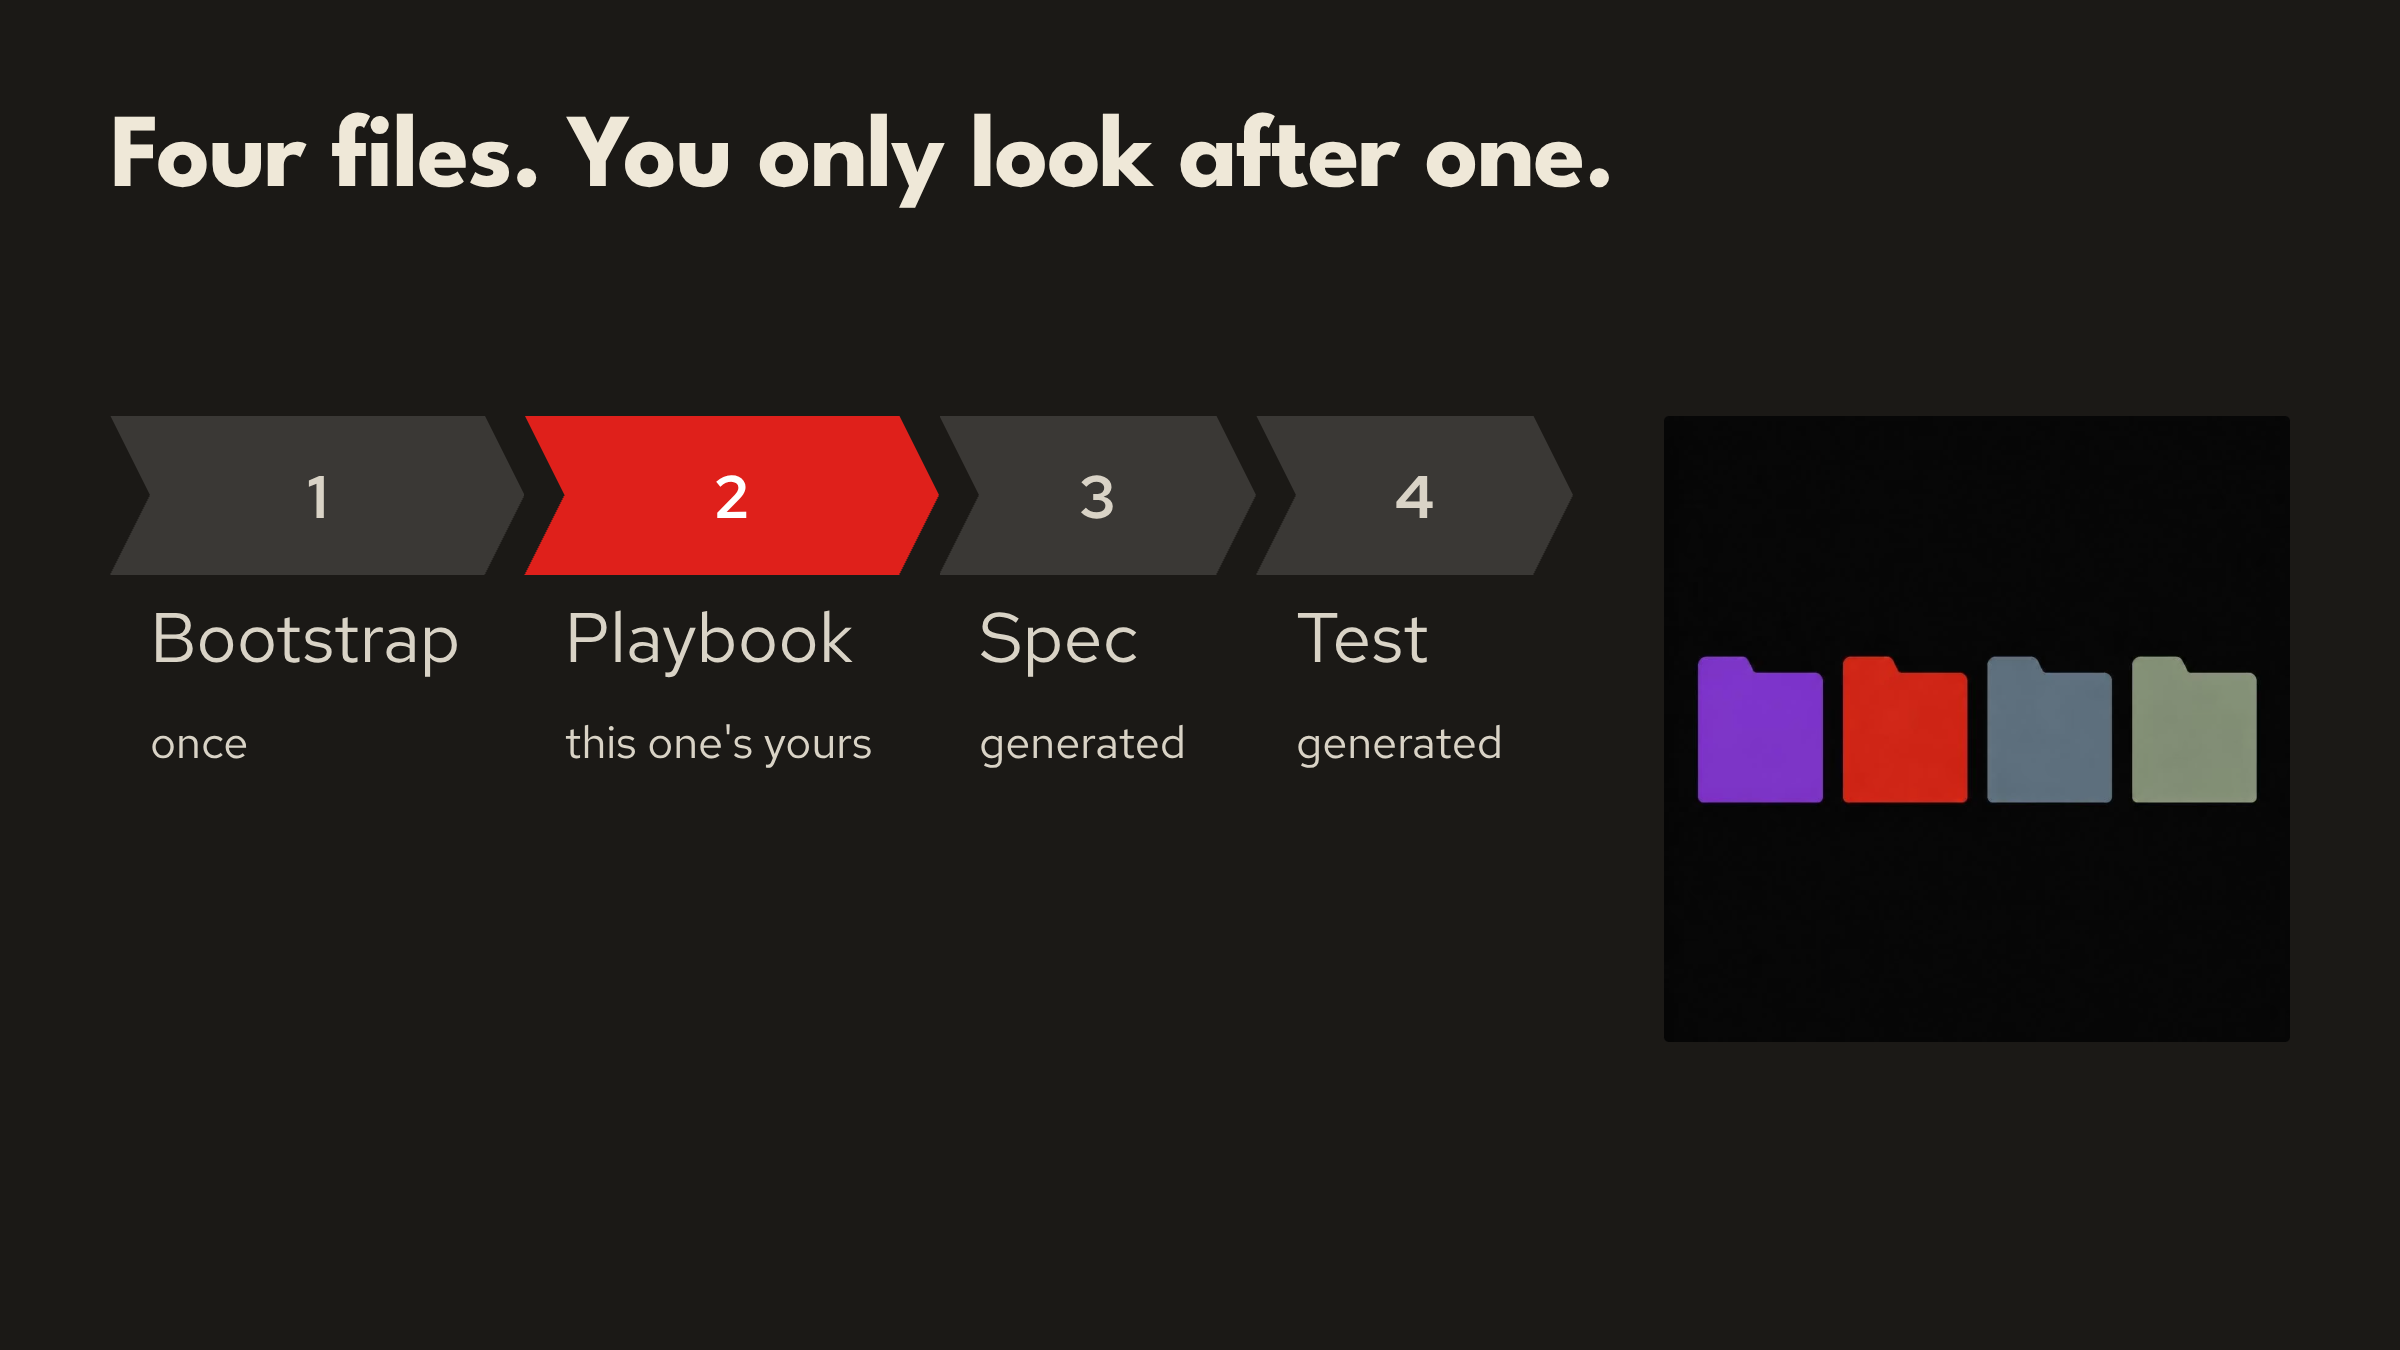 Four files. You only look after one.
1 2 3 4
Bootstrap Playbook Spec Test
once this one's yours generated generated